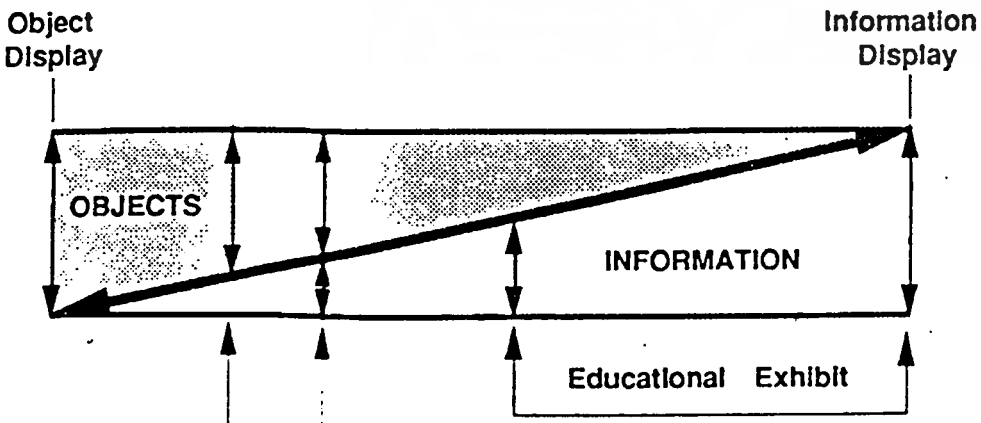 Object
Display
Information
Display
OBJECTS
INFORMATION
Educational Exhibit